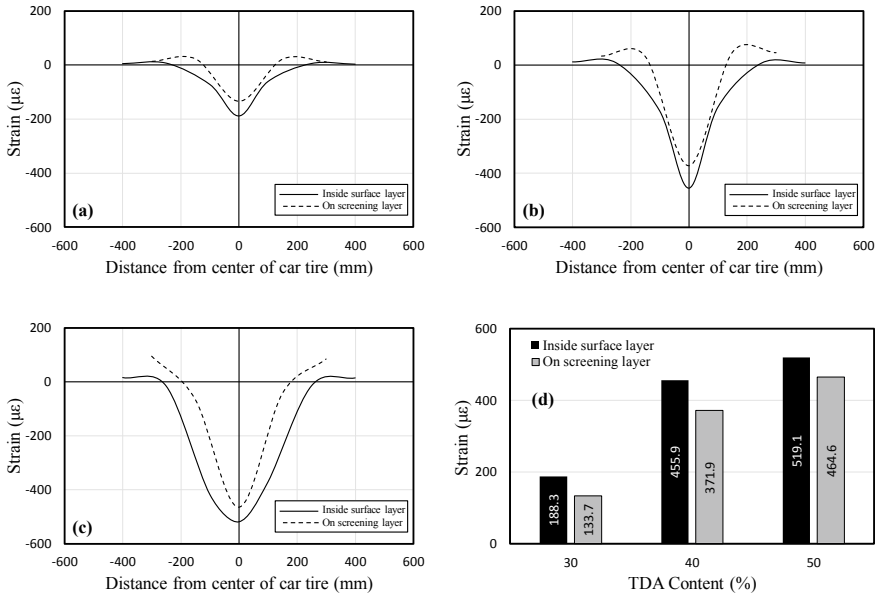 200
0
-200
-400
-600
Strain (με)
(a)
Inside surface layer
On screening layer
-600 -400 -200 0 200 400 600
Distance from center of car tire (mm)
200
0
-200
-400
-600
Strain (με)
(b)
Inside surface layer
On screening layer
-600 -400 -200 0 200 400 600
Distance from center of car tire (mm)
200
0
-200
-400
-600
Strain (με)
(c)
Inside surface layer
On screening layer
-600 -400 -200 0 200 400 600
Distance from center of car tire (mm)
600
400
200
0
Strain (με)
Inside surface layer
On screening layer
(d)
188.3
133.7
455.9
371.9
519.1
464.6
30 40 50
TDA Content (%)